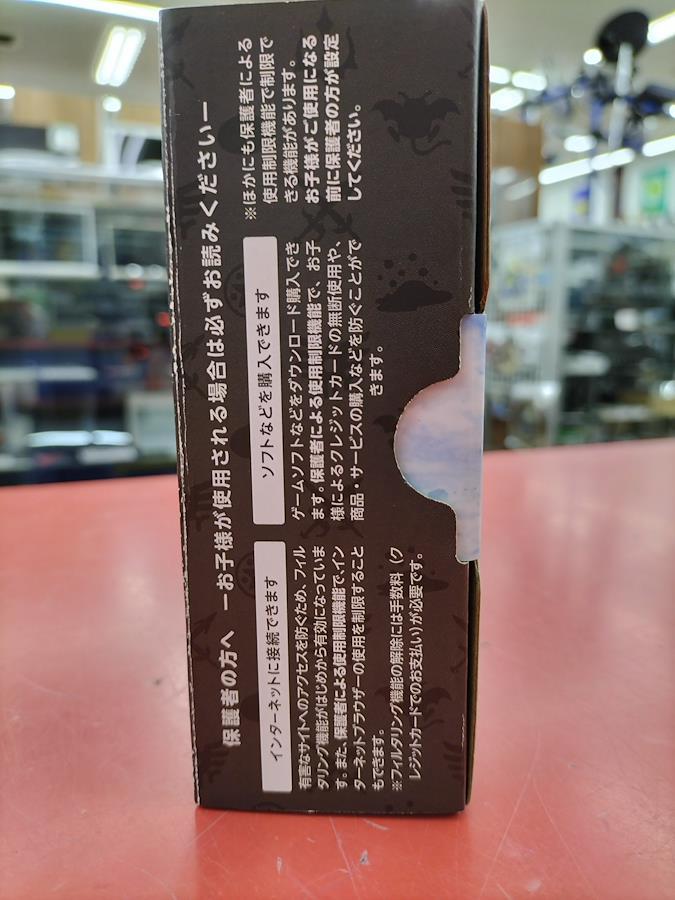 保護者の方へ ーお子様が使用される場合は必ずお読みくださいー
インターネットに接続できます
有害なサイトへのアクセスを防ぐため、フィル
タリング機能がはじめから有効になっていま
す。また、保護者による使用制限機能で、イン
ターネットブラウザーの使用を制限すること
もできます。
※フィルタリング機能の解除には手数料(ク
レジットカードでのお支払い)が必要です。
ソフトなどを購入できます
ゲームソフトなどをダウンロード購入でき
ます。保護者による使用制限機能で、お子
様によるクレジットカードの無断使用や、
商品・サービスの購入などを防ぐことがで
きます。
※ほかにも保護者による
使用制限機能で制限で
きる機能があります。
お子様がご使用になる
前に保護者の方が設定
してください。